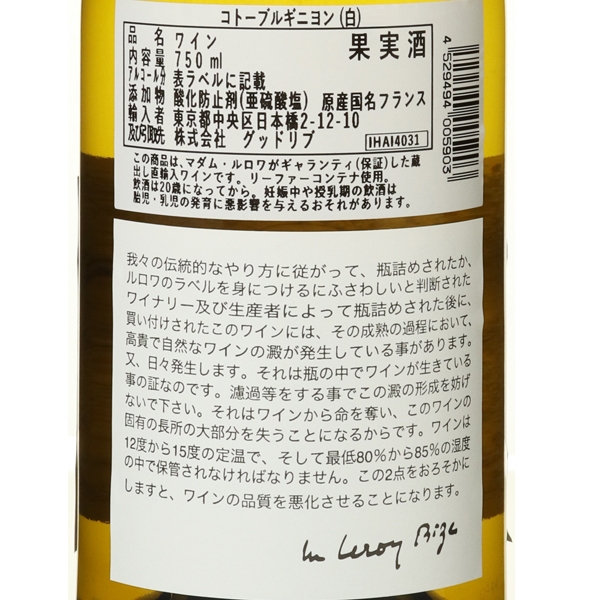 コトーブルギニヨン(白)
品名 ワイン 果実酒
内容量 750ml
アルコール分 表ラベルに記載
添加物 酸化防止剤(亜硫酸塩) 原産国名フランス
輸入者 東京都中央区日本橋2-12-10
及び引取先 株式会社 グッドリブ IHAI4031
4 529494 005903
この商品は、マダム・ルロワがギャランティ(保証)した蔵
出し直輸入ワインです。リーファーコンテナ使用。
飲酒は20歳になってから。妊娠中や授乳期の飲酒は
胎児・乳児の発育に悪影響を与えるおそれがあります。
我々の伝統的なやり方に従がって、瓶詰めされたか、
ルロワのラベルを身につけるにふさわしいと判断された
ワイナリー及び生産者によって瓶詰めされた後に、
買い付けされたこのワインには、その成熟の過程において、
高貴で自然なワインの澱が発生している事があります。
又、日々発生します。それは瓶の中でワインが生きている
事の証なのです。濾過等をする事でこの澱の形成を妨げ
ないで下さい。それはワインから命を奪い、このワインの
固有の長所の大部分を失うことになるからです。ワインは
12度から15度の定温で、そして最低80%から85%の湿度
の中で保管されなければなりません。この2点をおろそかに
しますと、ワインの品質を悪化させることになります。
Leroy Bize